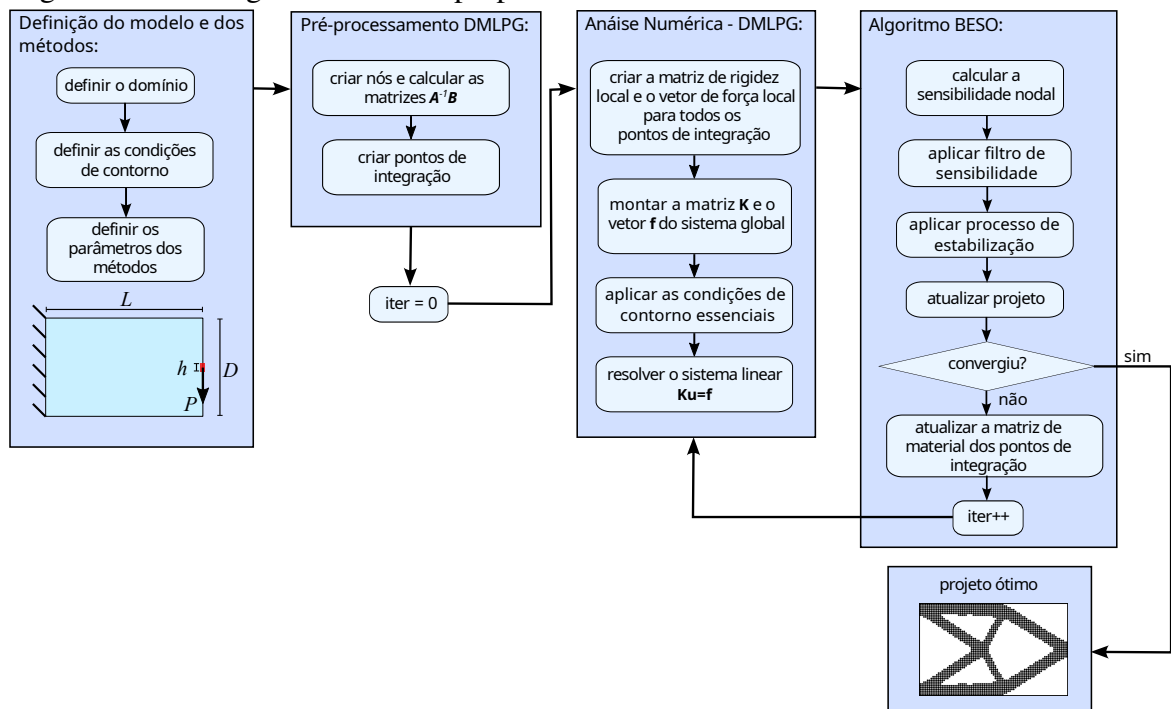 Definição do modelo e dos
métodos:
definir o domínio
definir as condições
de contorno
definir os
parâmetros dos
métodos
L
h
D
P
Pré-processamento DMLPG:
criar nós e calcular as
matrizes A⁻¹B
criar pontos de
integração
iter = 0
Anáise Numérica - DMLPG:
criar a matriz de rigidez
local e o vetor de força local
para todos os
pontos de integração
montar a matriz K e o
vetor f do sistema global
aplicar as condições de
contorno essenciais
resolver o sistema linear
Ku=f
Algoritmo BESO:
calcular a
sensibilidade nodal
aplicar filtro de
sensibilidade
aplicar processo de
estabilização
atualizar projeto
convergiu?
sim
não
atualizar a matriz de
material dos pontos de
integração
iter++
projeto ótimo